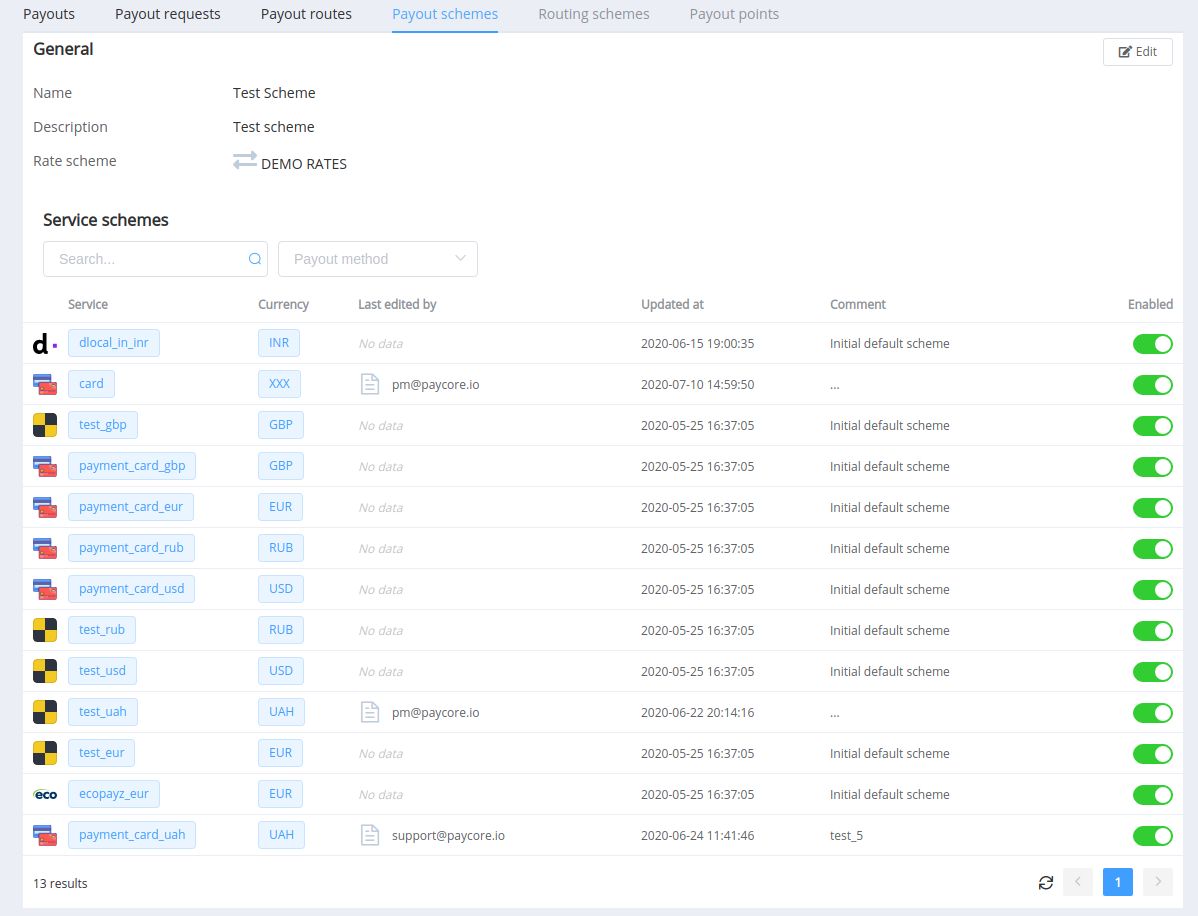 Payouts Payout requests Payout routes Payout schemes Routing schemes Payout points
General Edit
Name Test Scheme
Description Test scheme
Rate scheme DEMO RATES
Service schemes
Search... Payout method
Service Currency Last edited by Updated at Comment Enabled
d. dlocal_in_inr INR No data 2020-06-15 19:00:35 Initial default scheme
card XXX pm@paycore.io 2020-07-10 14:59:50 ...
test_gbp GBP No data 2020-05-25 16:37:05 Initial default scheme
payment_card_gbp GBP No data 2020-05-25 16:37:05 Initial default scheme
payment_card_eur EUR No data 2020-05-25 16:37:05 Initial default scheme
payment_card_rub RUB No data 2020-05-25 16:37:05 Initial default scheme
payment_card_usd USD No data 2020-05-25 16:37:05 Initial default scheme
test_rub RUB No data 2020-05-25 16:37:05 Initial default scheme
test_usd USD No data 2020-05-25 16:37:05 Initial default scheme
test_uah UAH pm@paycore.io 2020-06-22 20:14:16 ...
test_eur EUR No data 2020-05-25 16:37:05 Initial default scheme
eco ecopayz_eur EUR No data 2020-05-25 16:37:05 Initial default scheme
payment_card_uah UAH support@paycore.io 2020-06-24 11:41:46 test_5
13 results 1